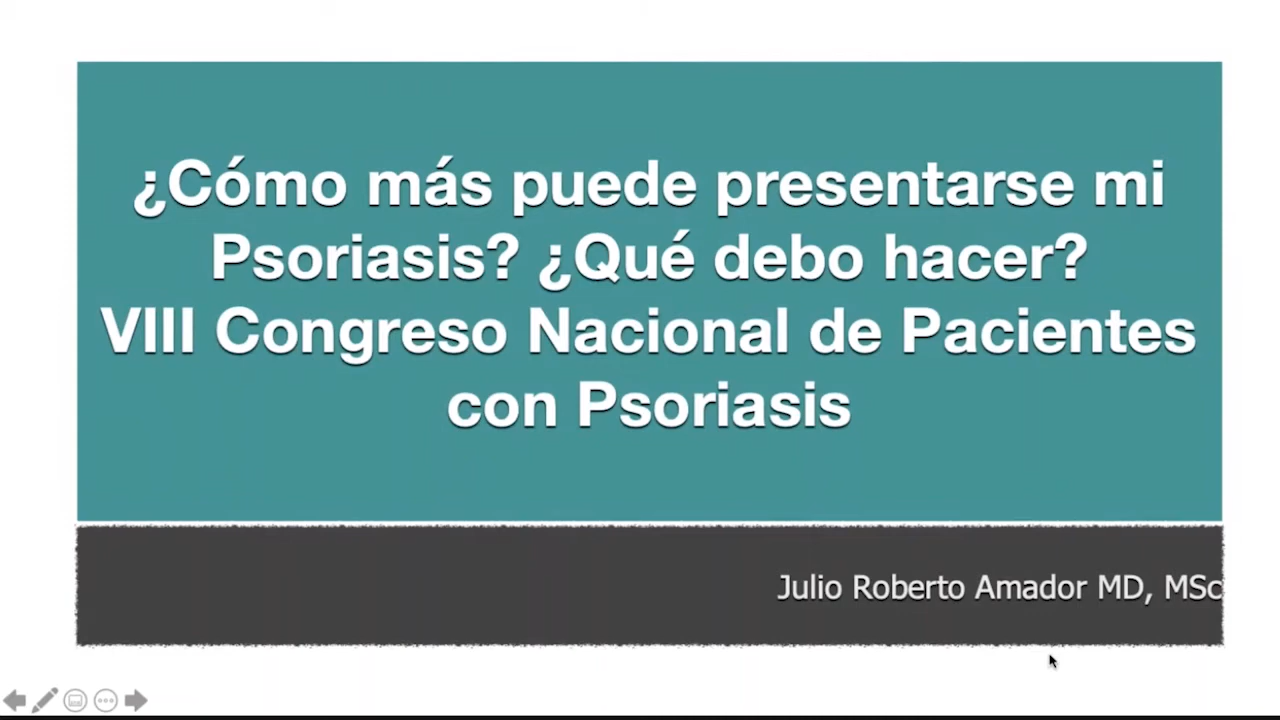 ¿Cómo más puede presentarse mi
Psoriasis? ¿Qué debo hacer?
VIII Congreso Nacional de Pacientes
con Psoriasis
Julio Roberto Amador MD, MSc